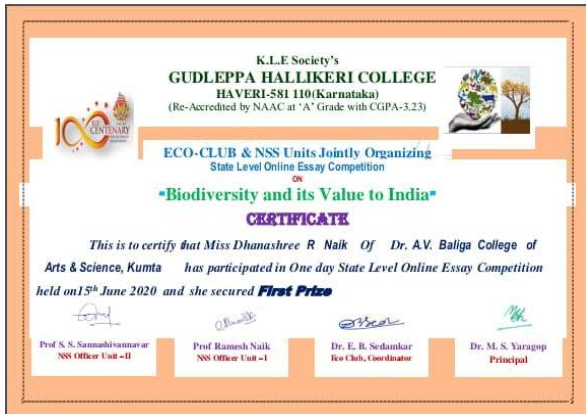 K.L.E Society's
GUDLEPPA HALLIKERI COLLEGE
HAVERI-581 110(Karnataka)
(Re-Accredited by NAAC at 'A' Grade with CGPA-3.23)
100
CENTENARY
ECO-CLUB & NSS Units Jointly Organizing
State Level Online Essay Competition
ON
"Biodiversity and its Value to India"
CERTIFICATE
This is to certify that Miss Dhanashree R Naik Of Dr. A.V. Baliga College of
Arts & Science, Kumta has participated in One day State Level Online Essay Competition
held on15th June 2020 and she secured First Prize
Prof S. S. Sannashivannavar
NSS Officer Unit –II
Prof Ramesh Naik
NSS Officer Unit –I
Dr. E. B. Sedamkar
Eco Club, Coordinator
Dr. M. S. Yaragop
Principal